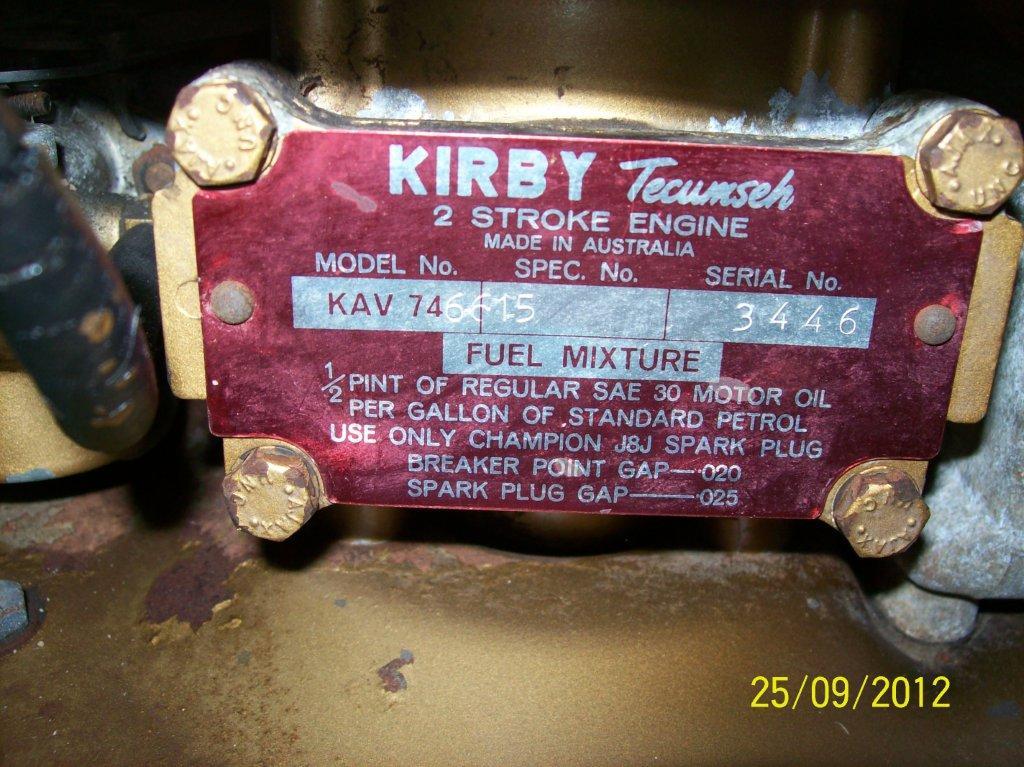 KIRBY Tecumseh
2 STROKE ENGINE
MADE IN AUSTRALIA
MODEL No. SPEC. No. SERIAL No.
KAV 746615 3446
FUEL MIXTURE
½ PINT OF REGULAR SAE 30 MOTOR OIL
PER GALLON OF STANDARD PETROL
USE ONLY CHAMPION J8J SPARK PLUG
BREAKER POINT GAP—·020
SPARK PLUG GAP——·025
25/09/2012